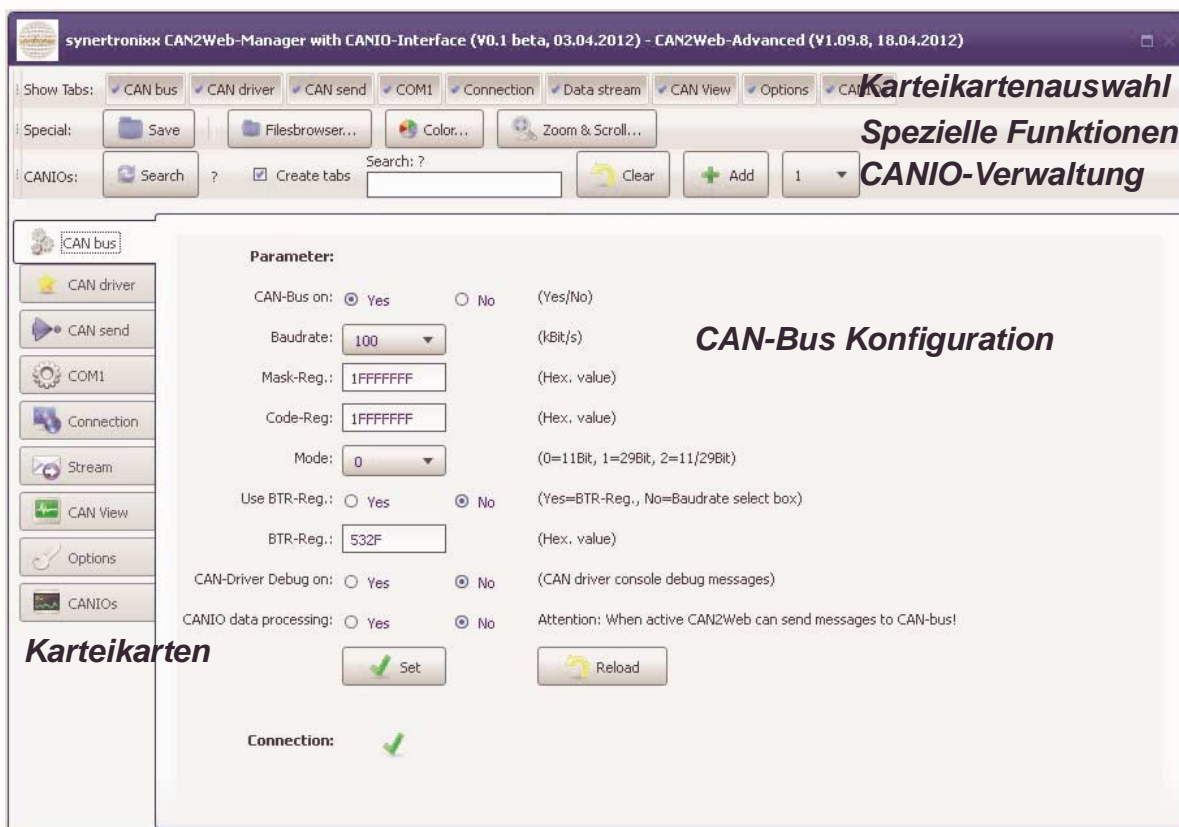 synertronixx CAN2Web-Manager with CANIO-Interface (V0.1 beta, 03.04.2012) - CAN2Web-Advanced (V1.09.8, 18.04.2012)
Show Tabs: CAN bus CAN driver CAN send COM1 Connection Data stream CAN View Options Karteikartenauswahl
Special: Save Filesbrowser... Color... Zoom & Scroll... Spezielle Funktionen
CANIOs: Search ? Create tabs Search: ? Clear Add 1 CANIO-Verwaltung
CAN bus
CAN driver
CAN send
COM1
Connection
Stream
CAN View
Options
CANIOs
Karteikarten
Parameter:
CAN-Bus on: Yes No (Yes/No)
Baudrate: 100 (kBit/s)
CAN-Bus Konfiguration
Mask-Reg.: 1FFFFFFF (Hex. value)
Code-Reg: 1FFFFFFF (Hex. value)
Mode: 0 (0=11Bit, 1=29Bit, 2=11/29Bit)
Use BTR-Reg.: Yes No (Yes=BTR-Reg., No=Baudrate select box)
BTR-Reg.: 532F (Hex. value)
CAN-Driver Debug on: Yes No (CAN driver console debug messages)
CANIO data processing: Yes No Attention: When active CAN2Web can send messages to CAN-bus!
Set Reload
Connection: